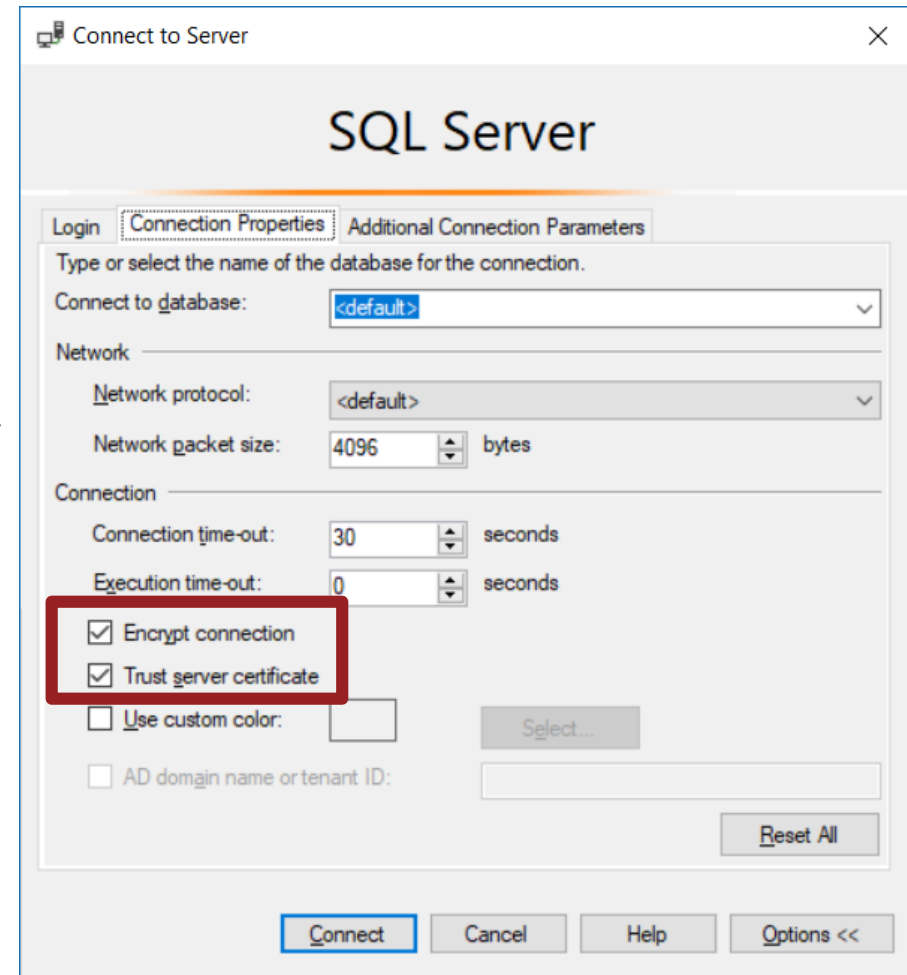 Connect to Server
SQL Server
Login Connection Properties Additional Connection Parameters
Type or select the name of the database for the connection.
Connect to database: <default>
Network
Network protocol: <default>
Network packet size: 4096 bytes
Connection
Connection time-out: 30 seconds
Execution time-out: 0 seconds
Encrypt connection
Trust server certificate
Use custom color: Select...
AD domain name or tenant ID:
Reset All
Connect Cancel Help Options <<